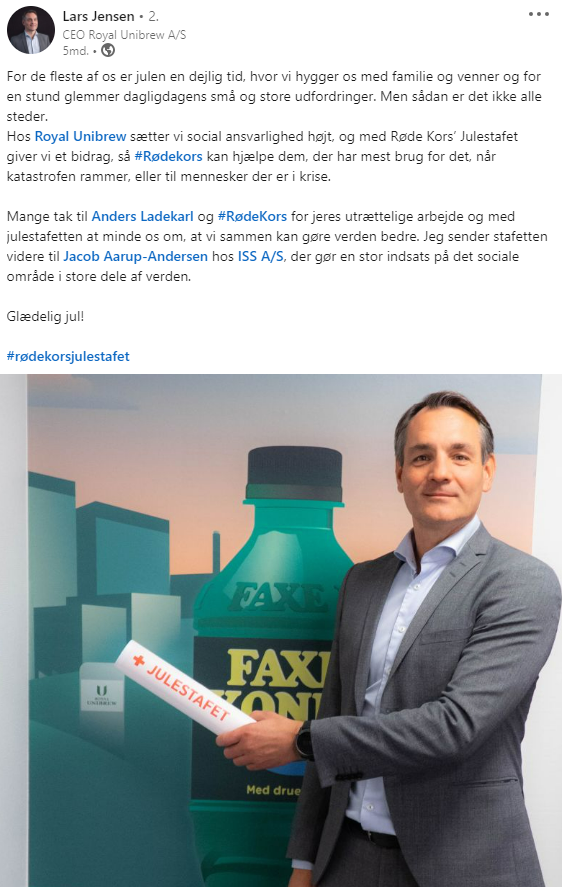 Lars Jensen • 2.
CEO Royal Unibrew A/S
5md. •
For de fleste af os er julen en dejlig tid, hvor vi hygger os med familie og venner og for
en stund glemmer dagligdagens små og store udfordringer. Men sådan er det ikke alle
steder.
Hos Royal Unibrew sætter vi social ansvarlighed højt, og med Røde Kors’ Julestafet
giver vi et bidrag, så #Rødekors kan hjælpe dem, der har mest brug for det, når
katastrofen rammer, eller til mennesker der er i krise.
Mange tak til Anders Ladekarl og #RødeKors for jeres utrættelige arbejde og med
julestafetten at minde os om, at vi sammen kan gøre verden bedre. Jeg sender stafetten
videre til Jacob Aarup-Andersen hos ISS A/S, der gør en stor indsats på det sociale
område i store dele af verden.
Glædelig jul!
#rødekorsjulestafet
FAXE
FAXE
KON
JULESTAFET
ROYAL
UNIBREW
Med drue
FAXE